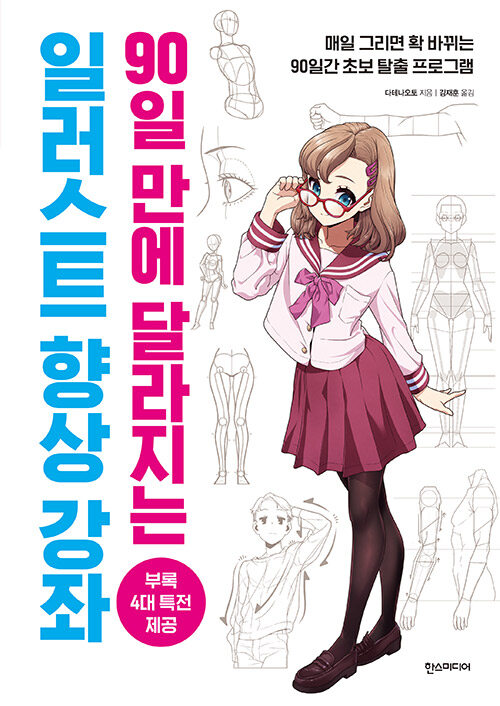 매일 그리면 확 바뀌는
90일간 초보 탈출 프로그램
다테나오토 지음 | 김재훈 옮김
90일 만에 달라지는
일러스트 향상 강좌
부록
4대 특전
제공
한스미디어